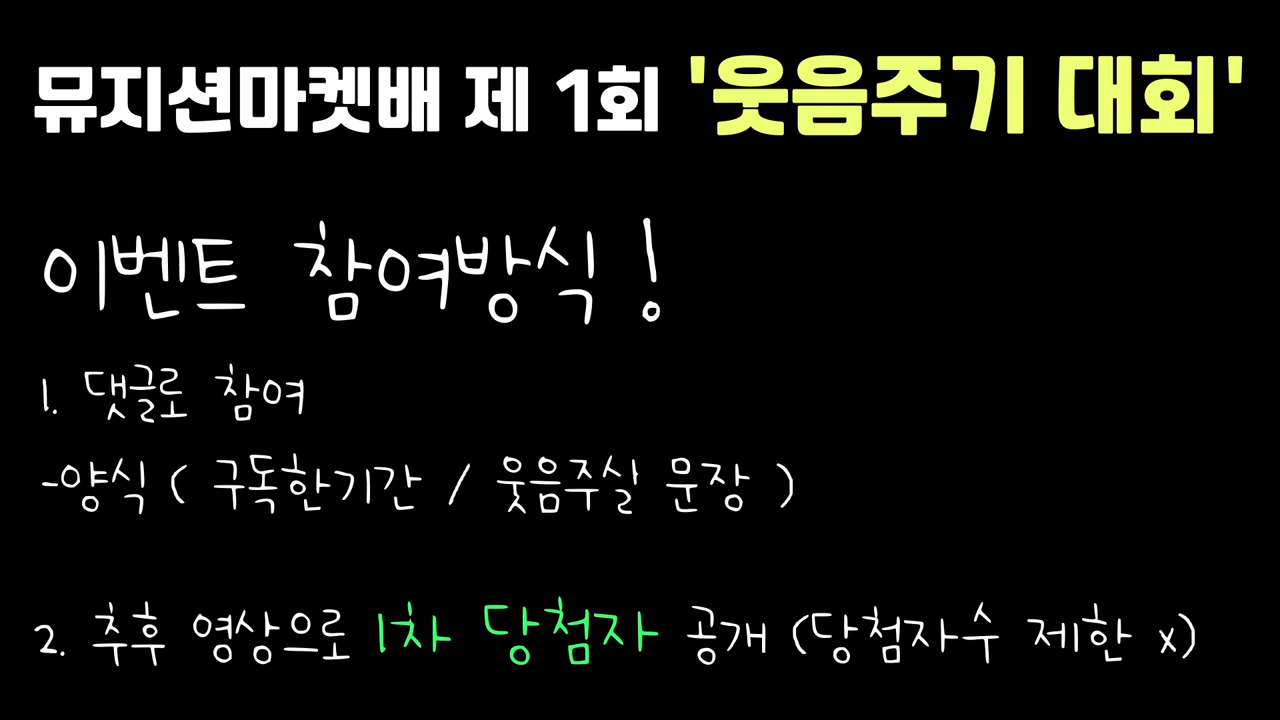 뮤지션마켓배 제 1회 '웃음주기 대회'
이벤트 참여방식!
1. 댓글로 참여
-양식 ( 구독한기간 / 웃음주실 문장 )
2. 추후 영상으로 1차 당첨자 공개 (당첨자수 제한 x)